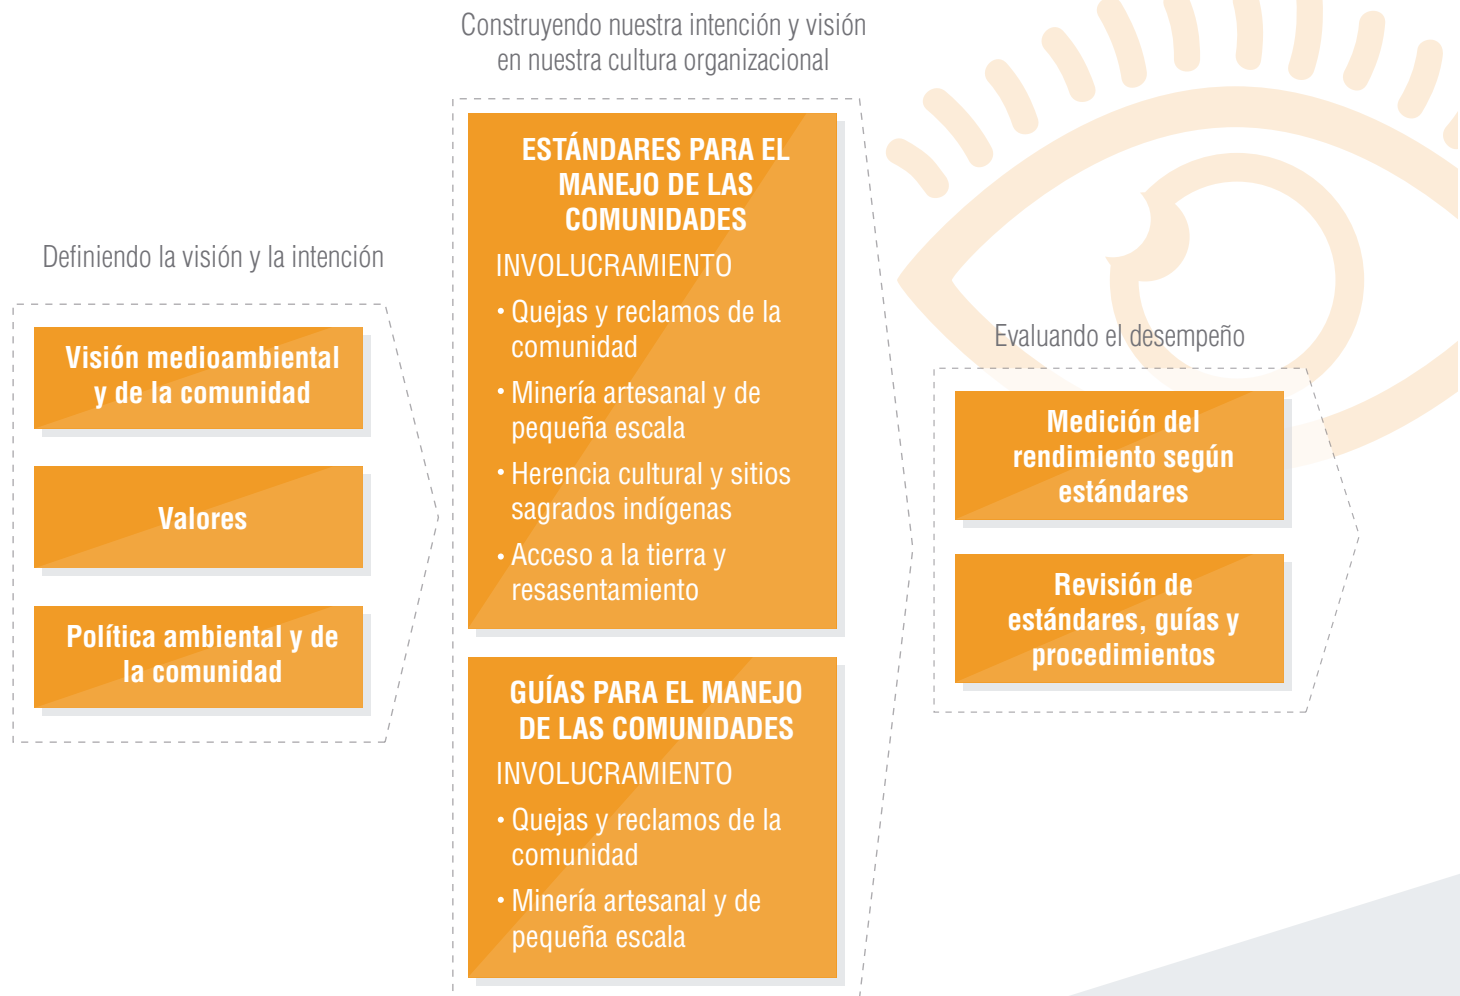 Construyendo nuestra intención y visión
en nuestra cultura organizacional
Definiendo la visión y la intención
Visión medioambiental
y de la comunidad
Valores
Política ambiental y de
la comunidad
ESTÁNDARES PARA EL
MANEJO DE LAS
COMUNIDADES
INVOLUCRAMIENTO
• Quejas y reclamos de la
comunidad
• Minería artesanal y de
pequeña escala
• Herencia cultural y sitios
sagrados indígenas
• Acceso a la tierra y
resasentamiento
GUÍAS PARA EL MANEJO
DE LAS COMUNIDADES
INVOLUCRAMIENTO
• Quejas y reclamos de la
comunidad
• Minería artesanal y de
pequeña escala
Evaluando el desempeño
Medición del
rendimiento según
estándares
Revisión de
estándares, guías y
procedimientos